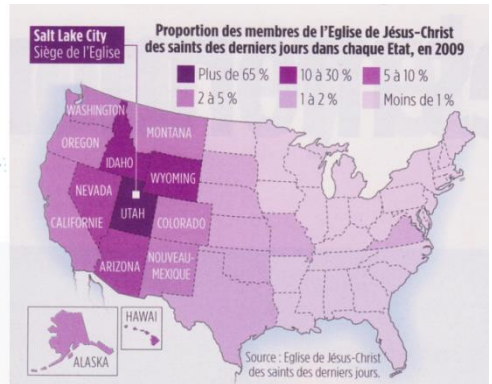 Salt Lake City
Siège de l'Eglise
Proportion des membres de l'Eglise de Jésus-Christ
des saints des derniers jours dans chaque Etat, en 2009
Plus de 65 %
10 à 30 %
5 à 10 %
2 à 5 %
1 à 2 %
Moins de 1 %
WASHINGTON
OREGON
MONTANA
IDAHO
WYOMING
NEVADA
UTAH
CALIFORNIE
COLORADO
ARIZONA
NOUVEAU-
MEXIQUE
HAWAI
ALASKA
Source : Eglise de Jésus-Christ
des saints des derniers jours.